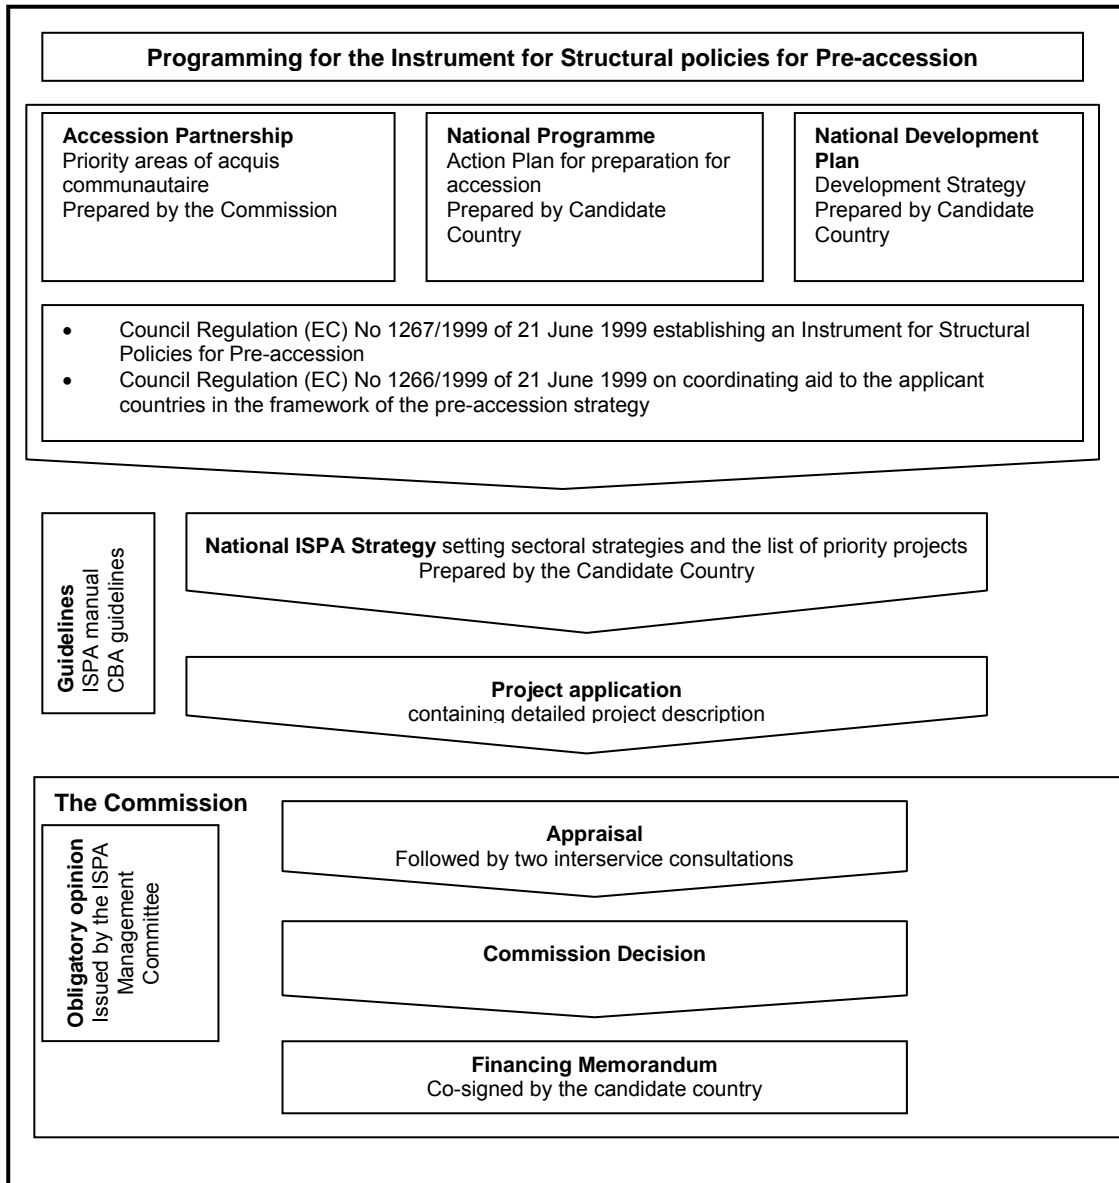 Programming for the Instrument for Structural policies for Pre-accession
Accession Partnership
Priority areas of acquis
communautaire
Prepared by the Commission
National Programme
Action Plan for preparation for
accession
Prepared by Candidate
Country
National Development
Plan
Development Strategy
Prepared by Candidate
Country
• Council Regulation (EC) No 1267/1999 of 21 June 1999 establishing an Instrument for Structural
Policies for Pre-accession
• Council Regulation (EC) No 1266/1999 of 21 June 1999 on coordinating aid to the applicant
countries in the framework of the pre-accession strategy
Guidelines
ISPA manual
CBA guidelines
National ISPA Strategy setting sectoral strategies and the list of priority projects
Prepared by the Candidate Country
Project application
containing detailed project description
The Commission
Obligatory opinion
Issued by the ISPA
Management
Committee
Appraisal
Followed by two interservice consultations
Commission Decision
Financing Memorandum
Co-signed by the candidate country